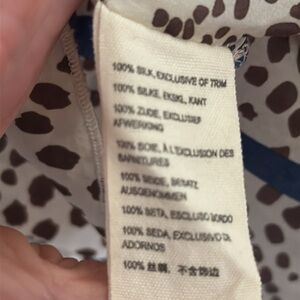 100% SILK, EXCLUSIVE OF TRIM
100% SILKE, EKSKL. KANT
100% ZIJDE, EXCLUSIEF
AFWERKING
100% SOIE, À L'EXCLUSION DES
GARNITURES
100% SEIDE, BESATZ
AUSGENOMMEN
100% SETA, ESCLUSO BORDO
100% SEDA, EXCLUSIVO DE
ADORNOS
100% 丝绸，不含饰边